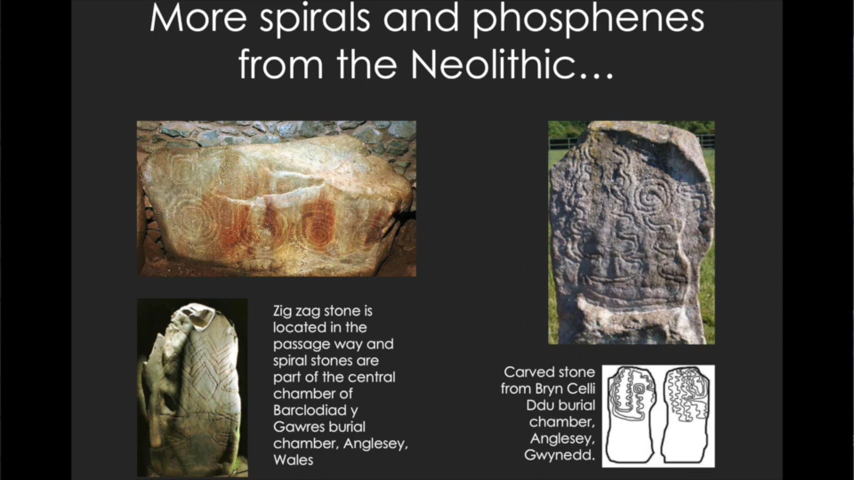 More spirals and phosphenes
from the Neolithic...
Zig zag stone is
located in the
passage way and
spiral stones are
part of the central
chamber of
Barclodiad y
Gawres burial
chamber, Anglesey,
Wales
Carved stone
from Bryn Celli
Ddu burial
chamber,
Anglesey,
Gwynedd.